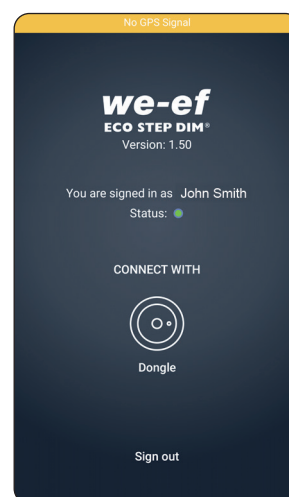 No GPS Signal
we-ef
ECO STEP DIM®
Version: 1.50
You are signed in as John Smith
Status:
CONNECT WITH
Dongle
Sign out